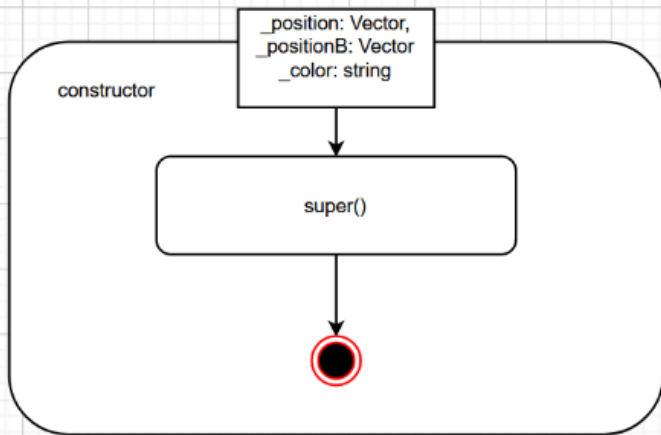 _position: Vector,
_positionB: Vector
_color: string
constructor
super()